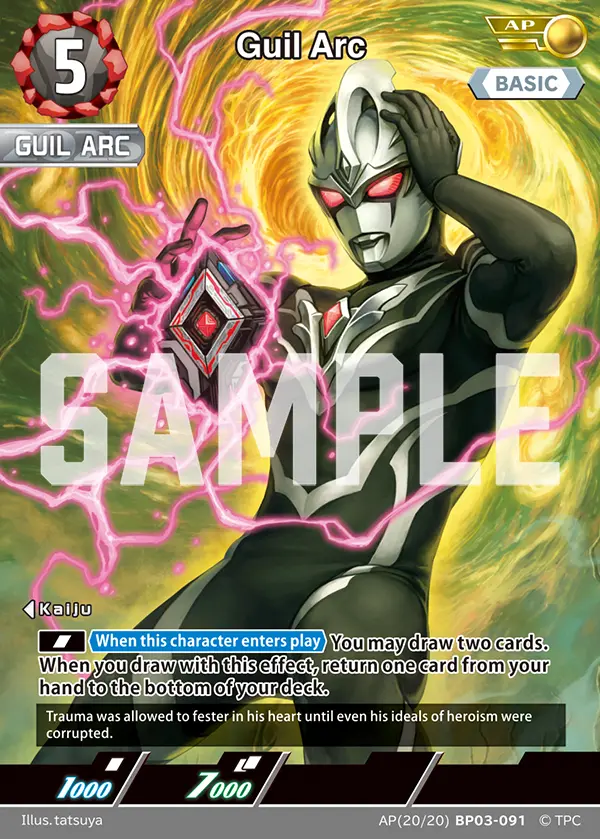 5
Guil Arc
AP
BASIC
GUIL ARC
SAMPLE
Kaiju
When this character enters play You may draw two cards.
When you draw with this effect, return one card from your
hand to the bottom of your deck.
Trauma was allowed to fester in his heart until even his ideals of heroism were
corrupted.
1000 7000
Illus.tatsuya AP(20/20) BP03-091 © TPC